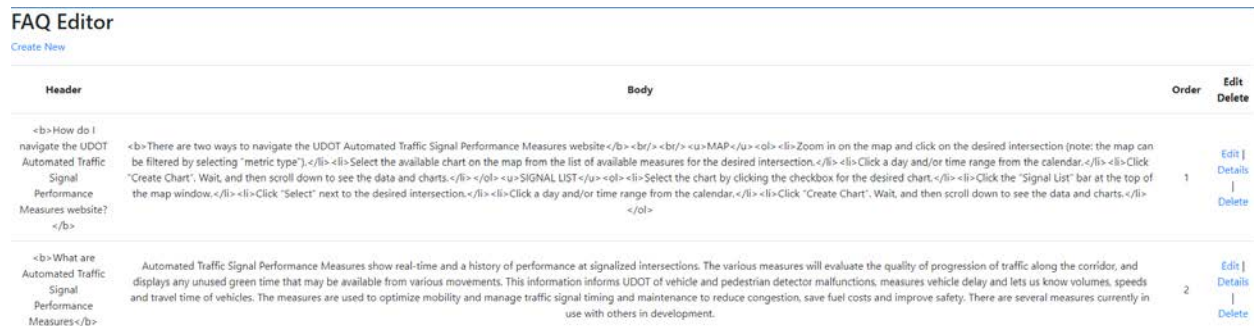 FAQ Editor
Create New
Header Body Order Edit Delete
<b>How do I
navigate the UDOT
Automated Traffic
Signal
Performance
Measures website?
</b>
<b>There are two ways to navigate the UDOT Automated Traffic Signal Performance Measures website</b><br/><br/><u>MAP</u><ol><li>Zoom in on the map and click on the desired intersection (note: the map can
be filtered by selecting "metric type").</li><li>Select the available chart on the map from the list of available measures for the desired intersection.</li><li>Click a day and/or time range from the calendar.</li><li>Click
"Create Chart". Wait, and then scroll down to see the data and charts.</li></ol><u>SIGNAL LIST</u><ol><li>Select the chart by clicking the checkbox for the desired chart.</li><li>Click the "Signal List" bar at the top of
the map window.</li><li>Click "Select" next to the desired intersection.</li><li>Click a day and/or time range from the calendar.</li><li>Click "Create Chart". Wait, and then scroll down to see the data and charts.</li>
</ol>
1
Edit |
Details
|
Delete
<b>What are
Automated Traffic
Signal
Performance
Measures</b>
Automated Traffic Signal Performance Measures show real-time and a history of performance at signalized intersections. The various measures will evaluate the quality of progression of traffic along the corridor, and
displays any unused green time that may be available from various movements. This information informs UDOT of vehicle and pedestrian detector malfunctions, measures vehicle delay and lets us know volumes, speeds
and travel time of vehicles. The measures are used to optimize mobility and manage traffic signal timing and maintenance to reduce congestion, save fuel costs and improve safety. There are several measures currently in
use with others in development.
2
Edit |
Details
|
Delete